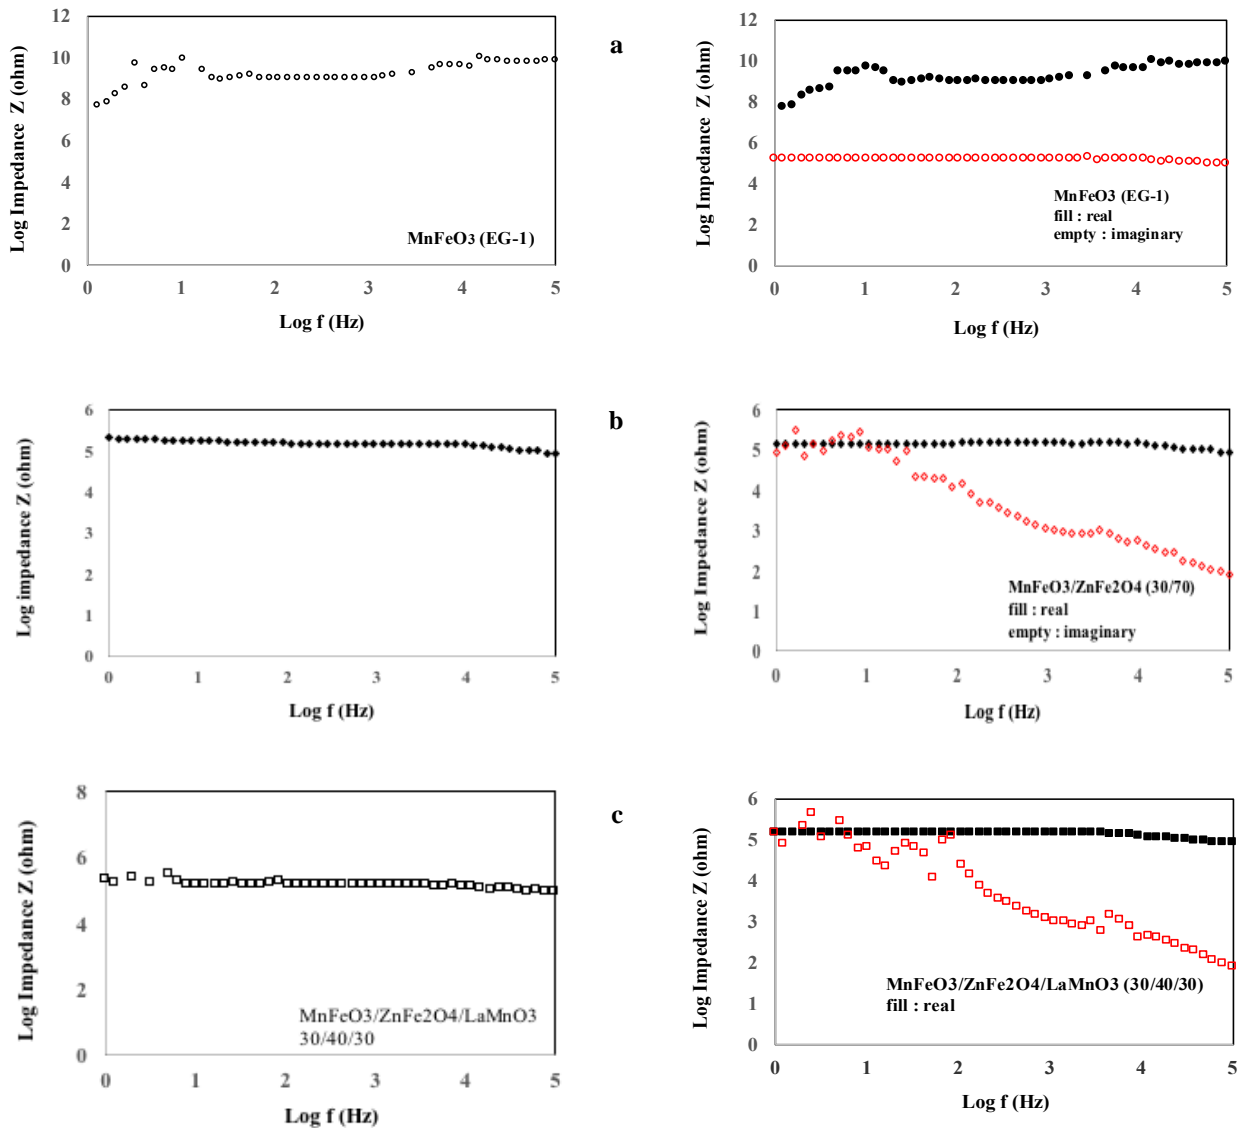 a
12
10
8
6
4
2
0
Log Impedance Z (ohm)
MnFeO3 (EG-1)
0 1 2 3 4 5
Log f (Hz)
12
10
8
6
4
2
0
Log Impedance Z (ohm)
MnFeO3 (EG-1)
fill : real
empty : imaginary
0 1 2 3 4 5
Log f (Hz)
b
6
5
4
3
2
1
0
Log impedance Z (ohm)
0 1 2 3 4 5
Log f (Hz)
6
5
4
3
2
1
0
Log Impedance Z (ohm)
MnFeO3/ZnFe2O4 (30/70)
fill : real
empty : imaginary
0 1 2 3 4 5
Log f (Hz)
c
8
6
4
2
0
Log Impedance Z (ohm)
MnFeO3/ZnFe2O4/LaMnO3
30/40/30
0 1 2 3 4 5
Log f (Hz)
6
5
4
3
2
1
0
Log Impedance Z (ohm)
MnFeO3/ZnFe2O4/LaMnO3 (30/40/30)
fill : real
0 1 2 3 4 5
Log f (Hz)